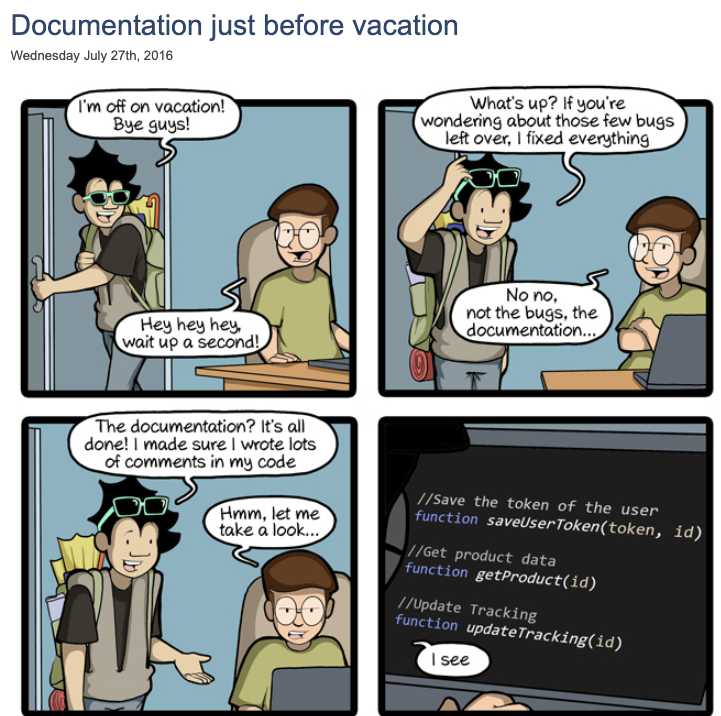 Documentation just before vacation
Wednesday July 27th, 2016
I'm off on vacation!
Bye guys!
Hey hey hey,
wait up a second!
What's up? If you're
wondering about those few bugs
left over, I fixed everything
No no,
not the bugs, the
documentation...
The documentation? It's all
done! I made sure I wrote lots
of comments in my code
Hmm, let me
take a look...
//Save the token of the user
function saveUserToken(token, id)
//Get product data
function getProduct(id)
//Update Tracking
function updateTracking(id)
I see